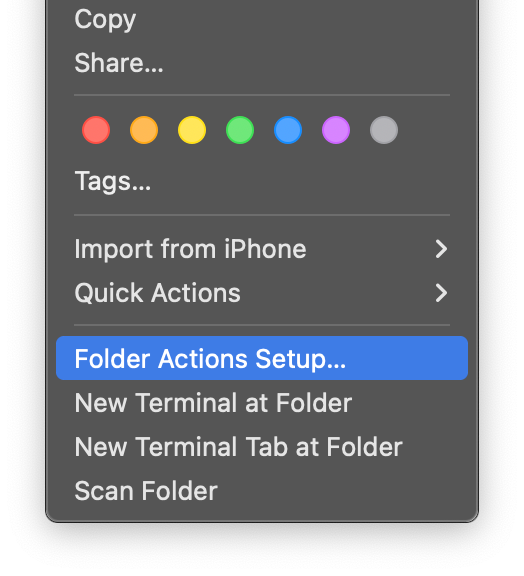 Copy
Share...
Tags...
Import from iPhone
Quick Actions
Folder Actions Setup...
New Terminal at Folder
New Terminal Tab at Folder
Scan Folder